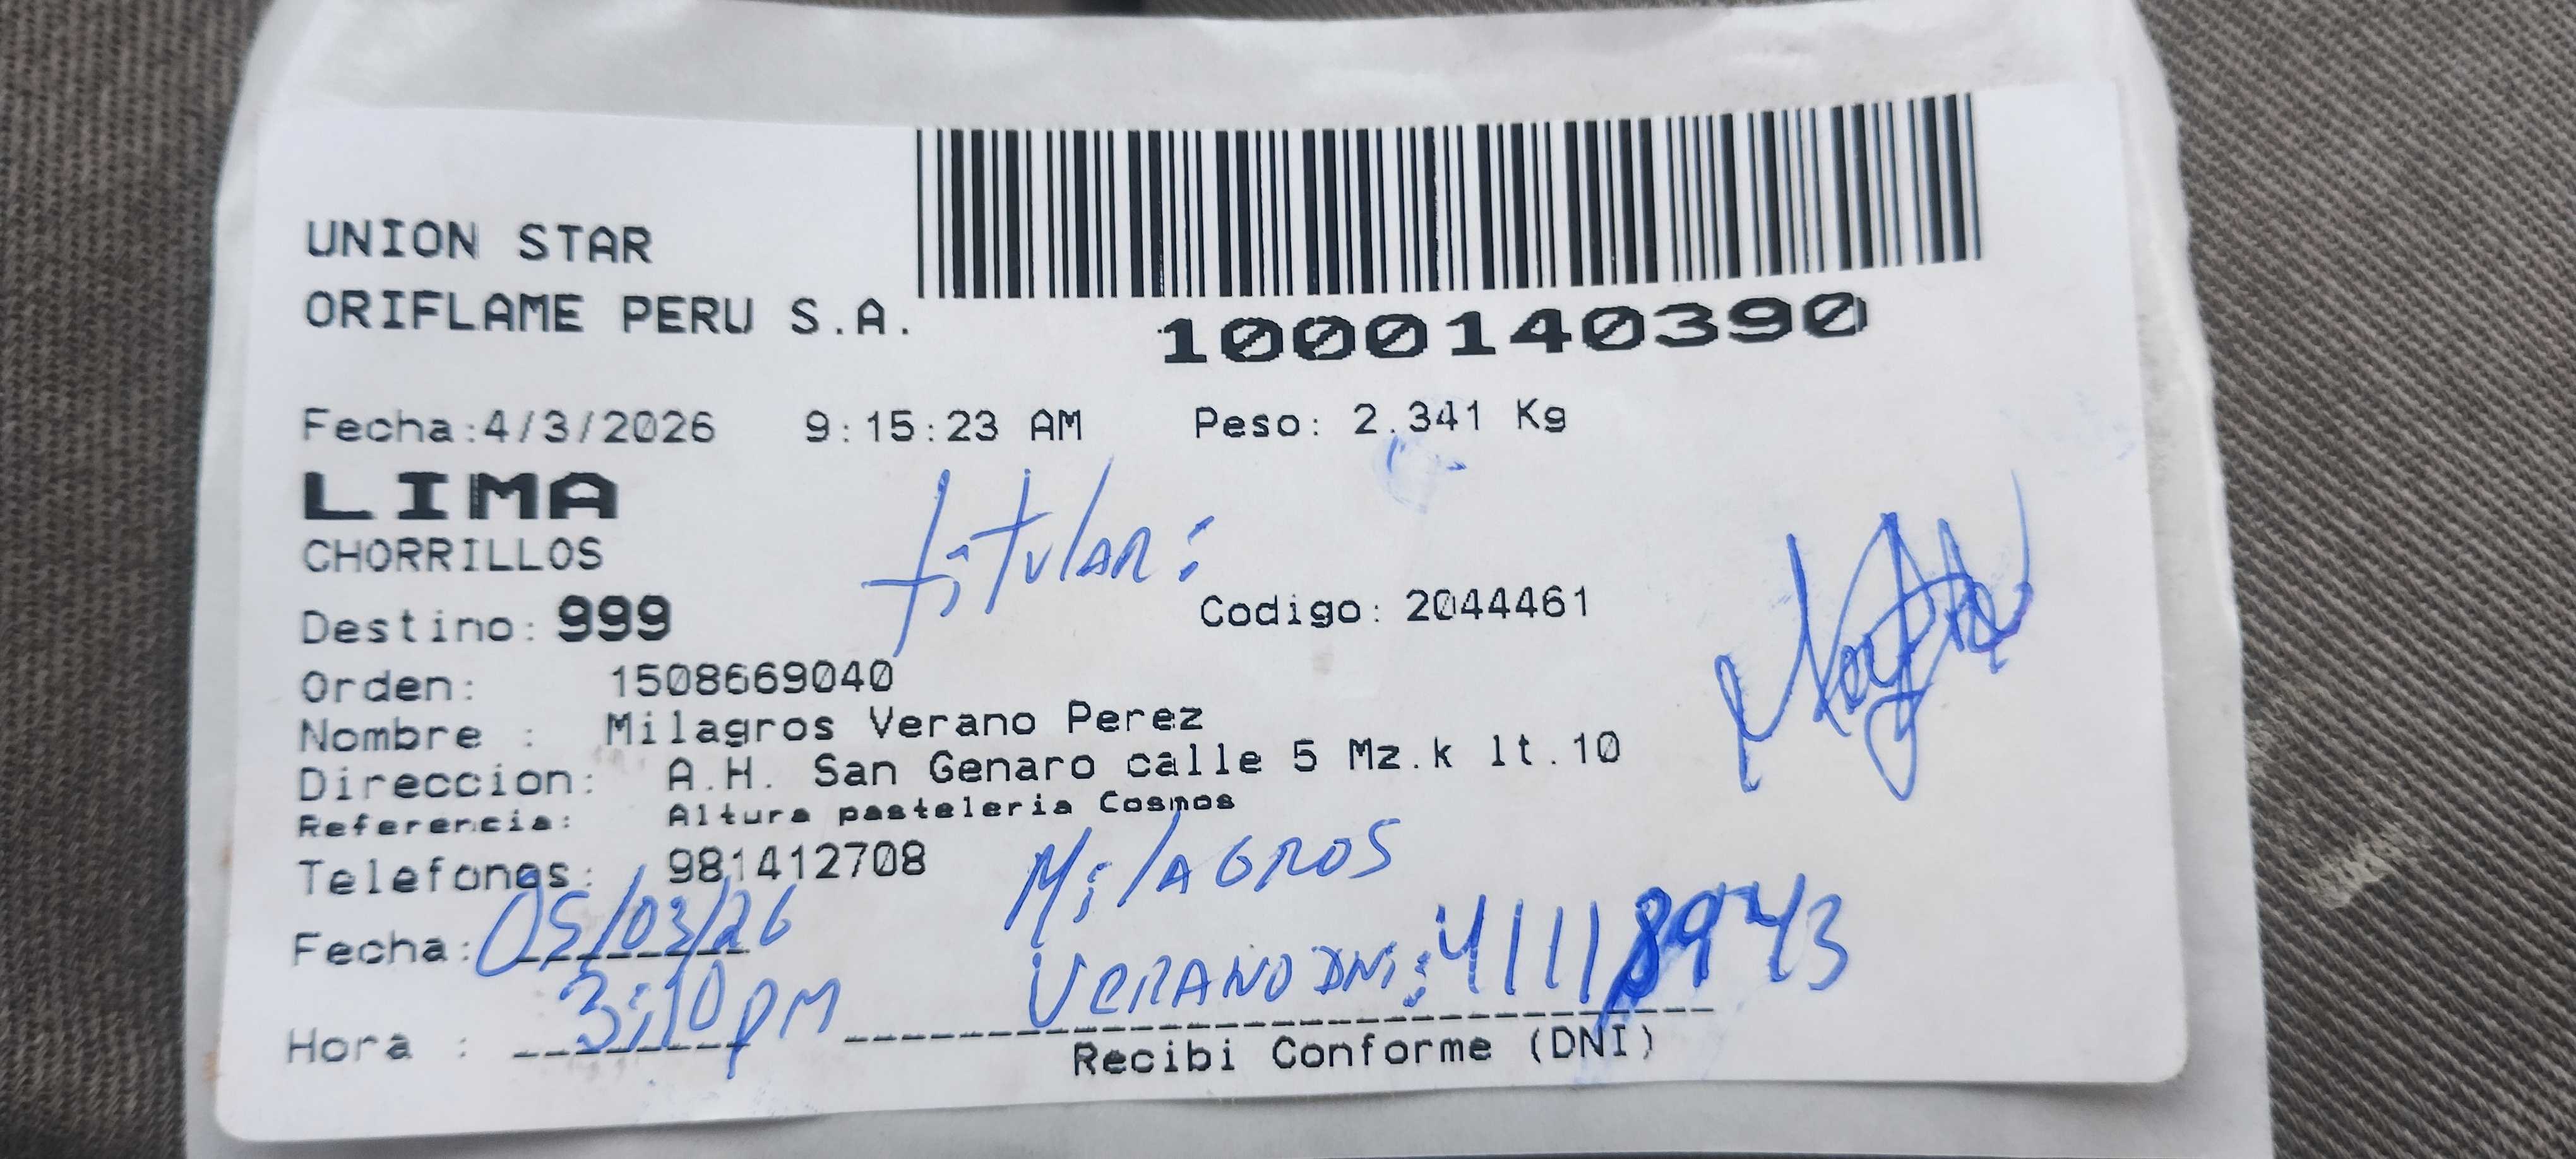 UNION STAR
ORIFLAME PERU S.A.
1000140390
Fecha:4/3/2026 9:15:23 AM Peso: 2.341 Kg
LIMA
CHORRILLOS
titular:
Destino: 999 Codigo: 2044461
Orden: 1508669040
Nombre : Milagros Verano Perez
Direccion: A.H. San Genaro calle 5 Mz.k lt.10
Referencia: Altura pasteleria Cosmos
Telefonos: 981412708
MilAGROS
Fecha: 05/03/26
VERANO DNi: 41118943
Hora : 3:10 pM
Recibi Conforme (DNI)